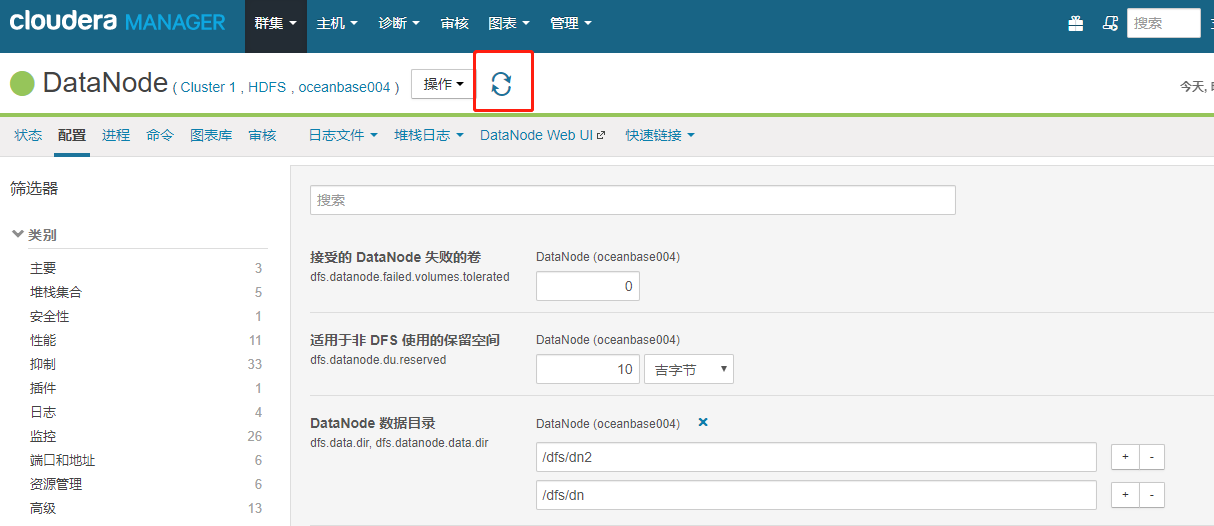 cloudera MANAGER 群集 主机 诊断 审核 图表 管理 搜索
DataNode ( Cluster 1 , HDFS , oceanbase004 ) 操作 今天,
状态 配置 进程 命令 图表库 审核 日志文件 堆栈日志 DataNode Web UI 快速链接
筛选器
搜索
类别
主要 3
堆栈集合 5
安全性 1
性能 11
抑制 33
插件 1
日志 4
监控 26
端口和地址 6
资源管理 6
高级 13
接受的 DataNode 失败的卷 DataNode (oceanbase004)
dfs.datanode.failed.volumes.tolerated
0
适用于非 DFS 使用的保留空间 DataNode (oceanbase004)
dfs.datanode.du.reserved
10 吉字节
DataNode 数据目录 DataNode (oceanbase004)
dfs.data.dir, dfs.datanode.data.dir
/dfs/dn2 + -
/dfs/dn + -